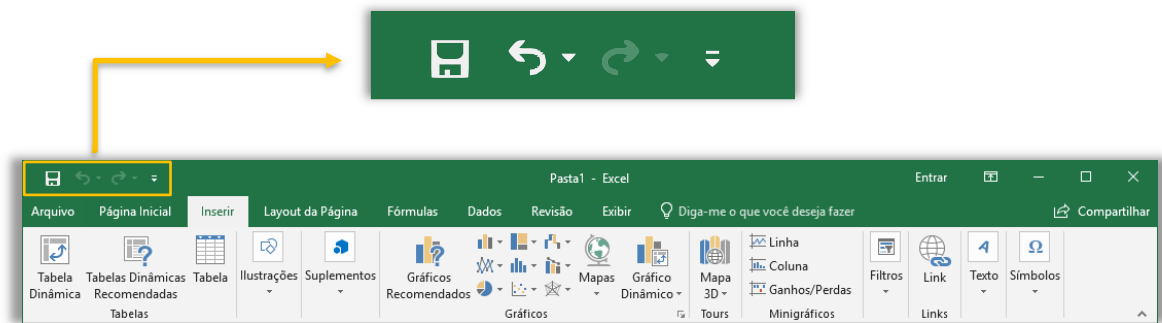 Pasta1 - Excel
Entrar
Arquivo Página Inicial Inserir Layout da Página Fórmulas Dados Revisão Exibir Diga-me o que você deseja fazer Compartilhar
Tabela Dinâmica
Tabelas Dinâmicas Recomendadas
Tabela
Tabelas
Ilustrações
Suplementos
Gráficos Recomendados
Mapas
Gráfico Dinâmico
Gráficos
Mapa 3D
Tours
Linha
Coluna
Ganhos/Perdas
Minigráficos
Filtros
Link
Links
Texto
Símbolos